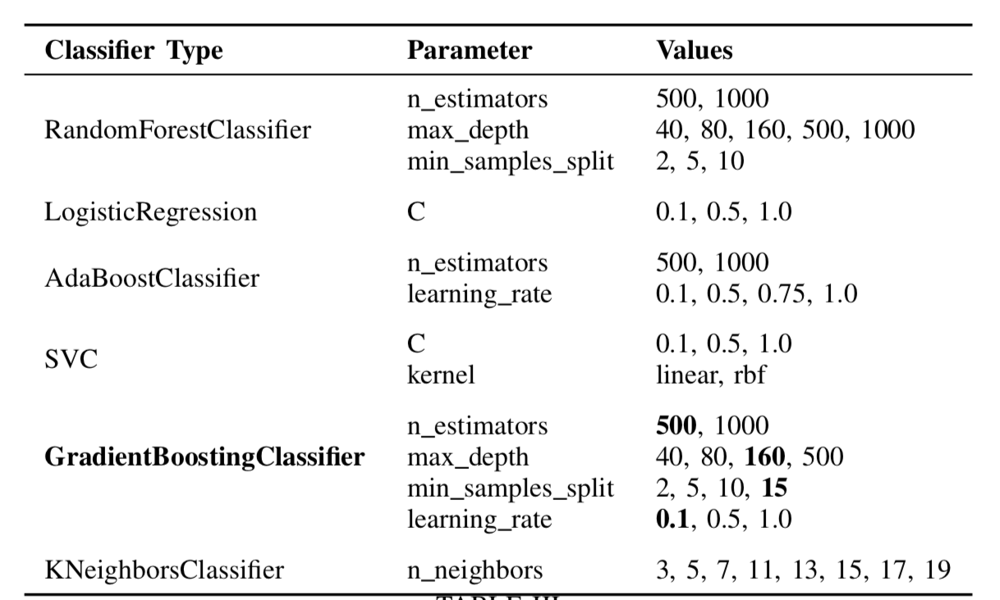 Classifier Type Parameter Values
n_estimators 500, 1000
RandomForestClassifier max_depth 40, 80, 160, 500, 1000
min_samples_split 2, 5, 10
LogisticRegression C 0.1, 0.5, 1.0
n_estimators 500, 1000
AdaBoostClassifier
learning_rate 0.1, 0.5, 0.75, 1.0
C 0.1, 0.5, 1.0
SVC
kernel linear, rbf
n_estimators 500, 1000
GradientBoostingClassifier max_depth 40, 80, 160, 500
min_samples_split 2, 5, 10, 15
learning_rate 0.1, 0.5, 1.0
KNeighborsClassifier n_neighbors 3, 5, 7, 11, 13, 15, 17, 19
TABLE III